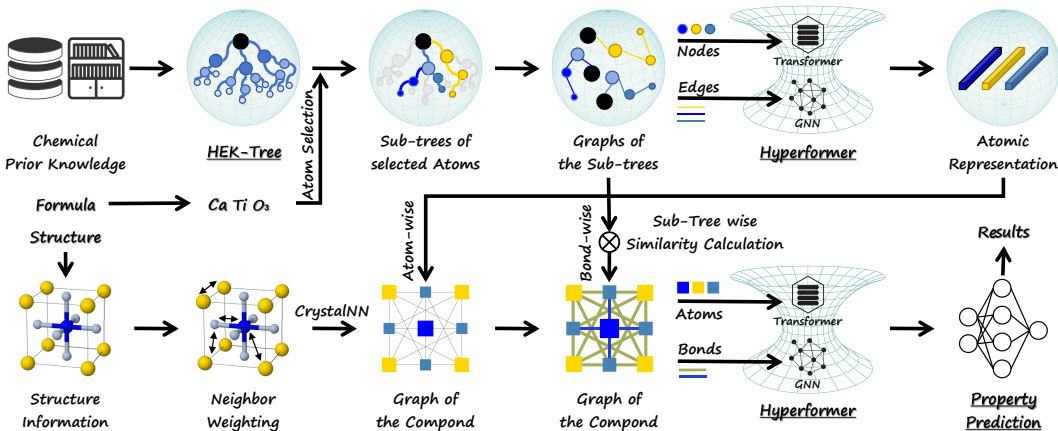 Nodes
Transformer
Edges
GNN
Chemical
Prior Knowledge
HEK-Tree
Atom Selection
Sub-trees of
selected Atoms
Graphs of
the Sub-trees
Hyperformer
Atomic
Representation
Formula
Ca Ti O₃
Structure
Atom-wise
Bond-wise
Sub-Tree wise
Similarity Calculation
Results
CrystalNN
Atoms
Transformer
Bonds
GNN
Structure
Information
Neighbor
Weighting
Graph of
the Compond
Graph of
the Compond
Hyperformer
Property
Prediction